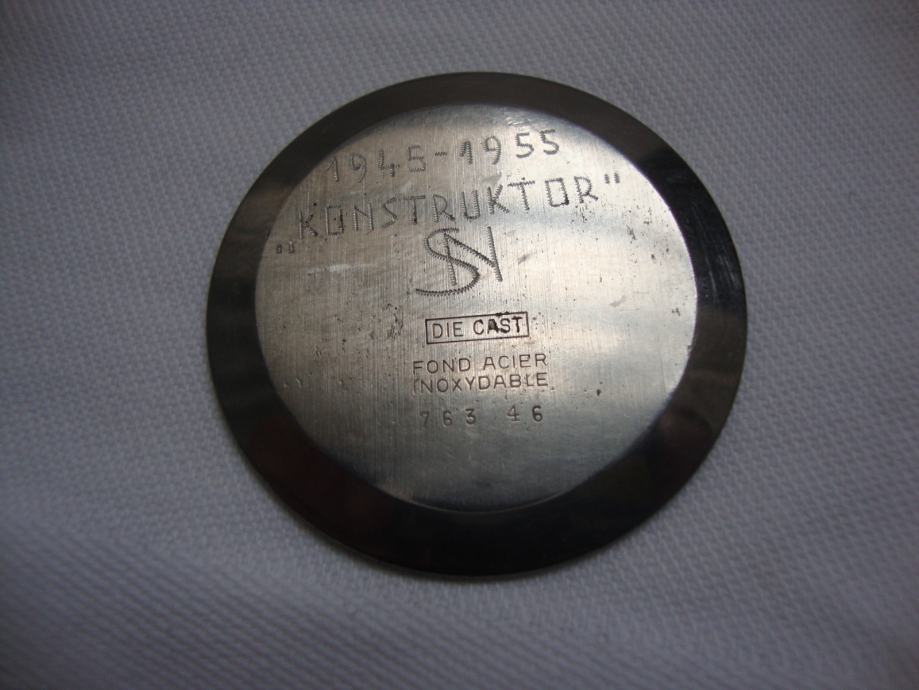 1945-1955
„KONSTRUKTOR"
SN
DIE CAST
FOND ACIER
INOXYDABLE
763 46